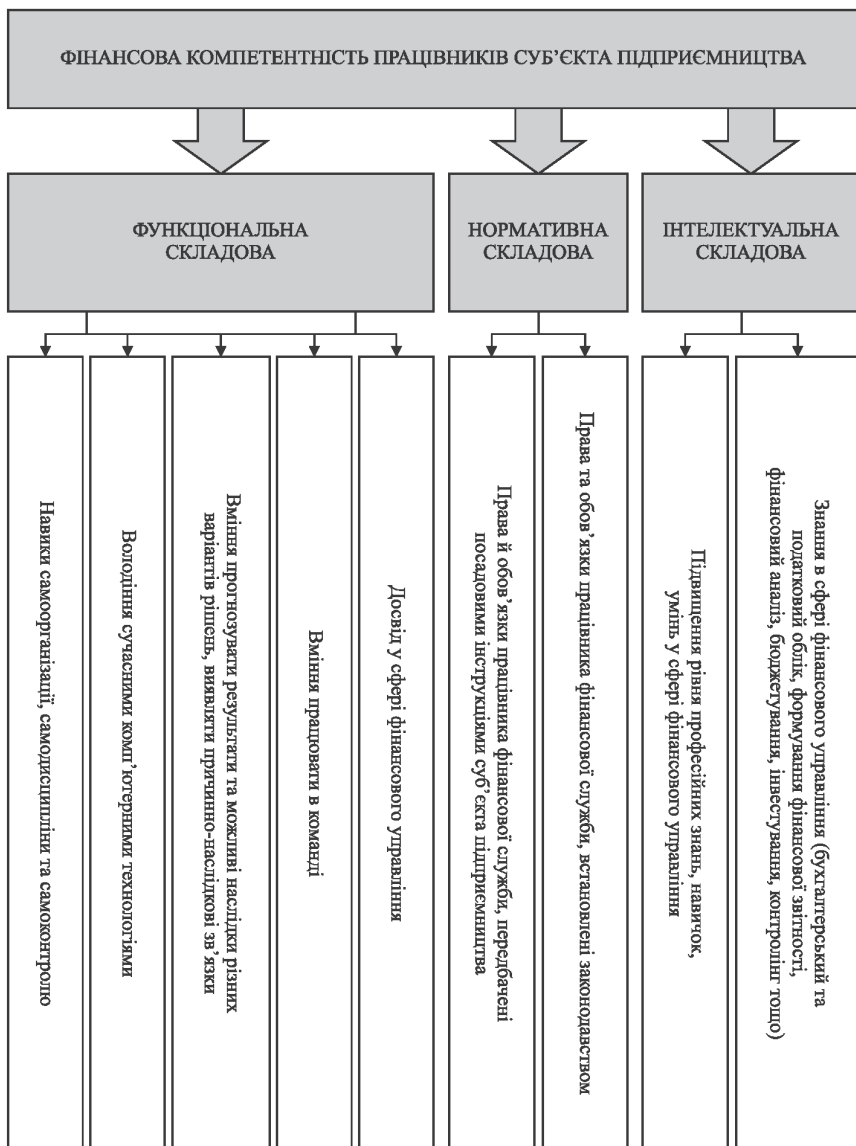 ФІНАНСОВА КОМПЕТЕНТНІСТЬ ПРАЦІВНИКІВ СУБ’ЄКТА ПІДПРИЄМНИЦТВА
ФУНКЦІОНАЛЬНА
СКЛАДОВА
НОРМАТИВНА
СКЛАДОВА
ІНТЕЛЕКТУАЛЬНА
СКЛАДОВА
Навики самоорганізації, самодисципліни та самоконтролю
Володіння сучасними комп’ютерними технологіями
Вміння прогнозувати результати та можливі наслідки різних
варіантів рішень, виявляти причинно-наслідкові зв’язки
Вміння працювати в команді
Досвід у сфері фінансового управління
Права й обов’язки працівника фінансової служби, передбачені
посадовими інструкціями суб’єкта підприємництва
Права та обов’язки працівника фінансової служби, встановлені законодавством
Підвищення рівня професійних знань, навичок,
умінь у сфері фінансового управління
Знання в сфері фінансового управління (бухгалтерський та
податковий облік, формування фінансової звітності,
фінансовий аналіз, бюджетування, інвестування, контролінг тощо)